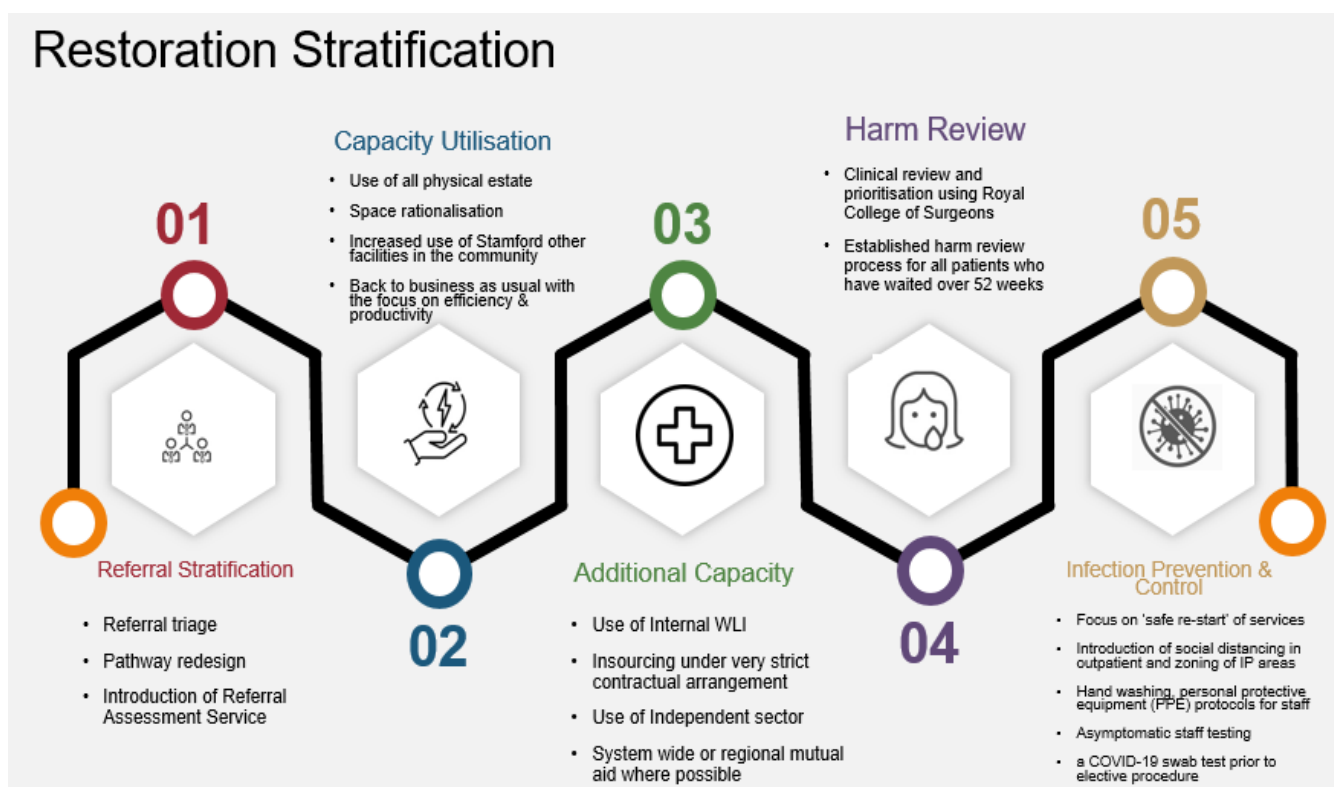 Restoration Stratification
01
Referral Stratification
• Referral triage
• Pathway redesign
• Introduction of Referral
Assessment Service
Capacity Utilisation
• Use of all physical estate
• Space rationalisation
• Increased use of Stamford other
facilities in the community
• Back to business as usual with
the focus on efficiency &
productivity
02
03
Additional Capacity
• Use of Internal WLI
• Insourcing under very strict
contractual arrangement
• Use of Independent sector
• System wide or regional mutual
aid where possible
Harm Review
• Clinical review and
prioritisation using Royal
College of Surgeons
• Established harm review
process for all patients who
have waited over 52 weeks
04
05
Infection Prevention &
Control
• Focus on 'safe re-start' of services
• Introduction of social distancing in
outpatient and zoning of IP areas
• Hand washing, personal protective
equipment (PPE) protocols for staff
• Asymptomatic staff testing
• a COVID-19 swab test prior to
elective procedure